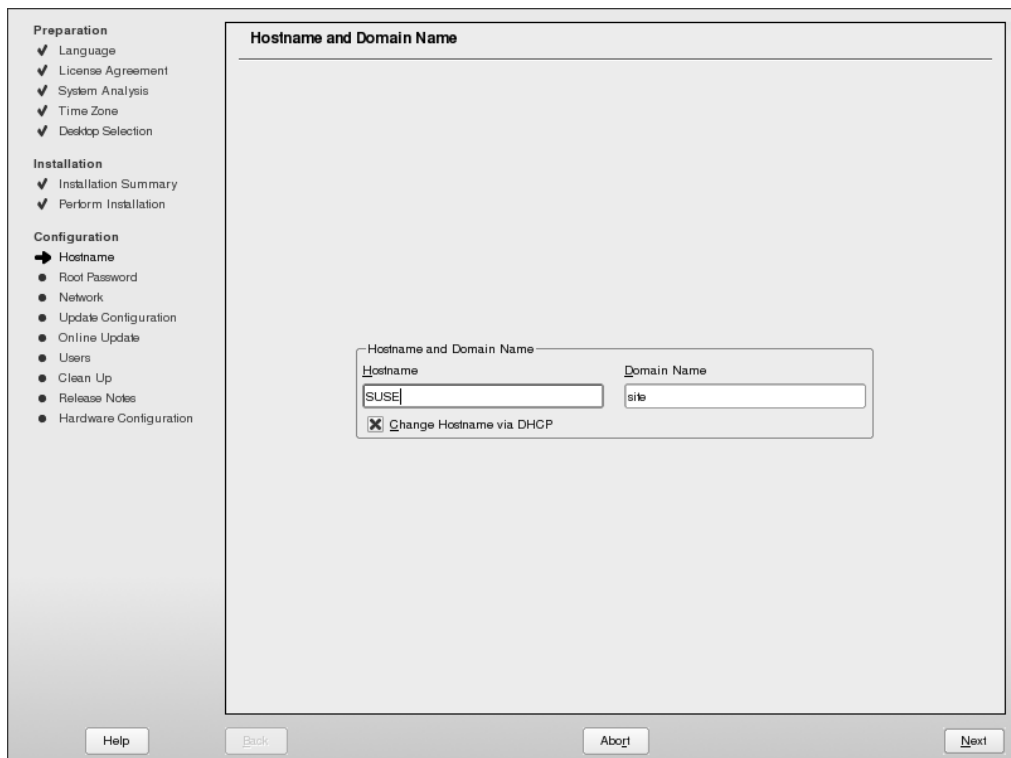 Preparation
Language
License Agreement
System Analysis
Time Zone
Desktop Selection
Installation
Installation Summary
Perform Installation
Configuration
Hostname
Root Password
Network
Update Configuration
Online Update
Users
Clean Up
Release Notes
Hardware Configuration
Hostname and Domain Name
Hostname and Domain Name
Hostname Domain Name
SUSE site
Change Hostname via DHCP
Help Back Abort Next